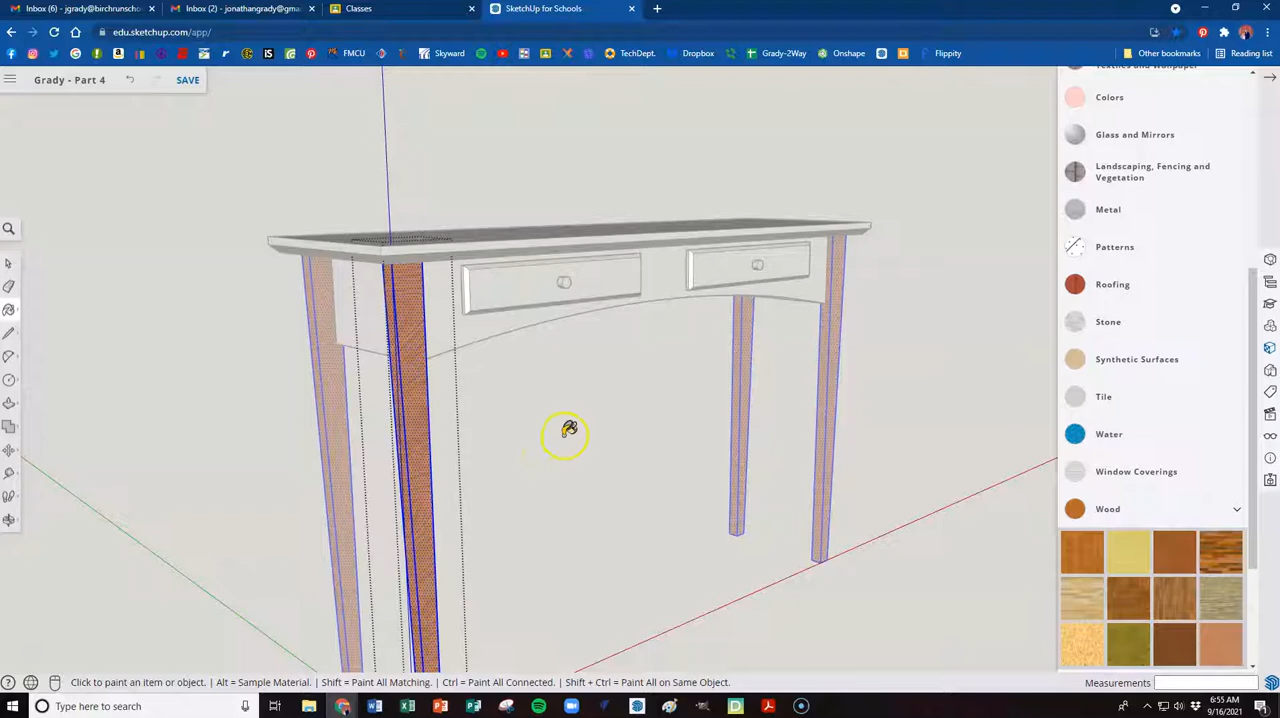 Inbox (6) - jgrady@birchrunscho
Inbox (2) - jonathangrady@gma
Classes
SketchUp for Schools
edu.sketchup.com/app/
FMCU
Skyward
TechDept.
Dropbox
Grady-2Way
Onshape
Flippity
Other bookmarks
Reading list
Grady - Part 4
SAVE
Textiles and Wallpaper
Colors
Glass and Mirrors
Landscaping, Fencing and
Vegetation
Metal
Patterns
Roofing
Stone
Synthetic Surfaces
Tile
Water
Window Coverings
Wood
Click to paint an item or object. | Alt = Sample Material. | Shift = Paint All Matching. | Ctrl = Paint All Connected. | Shift + Ctrl = Paint All on Same Object.
Measurements
Type here to search
6:55 AM
9/16/2021